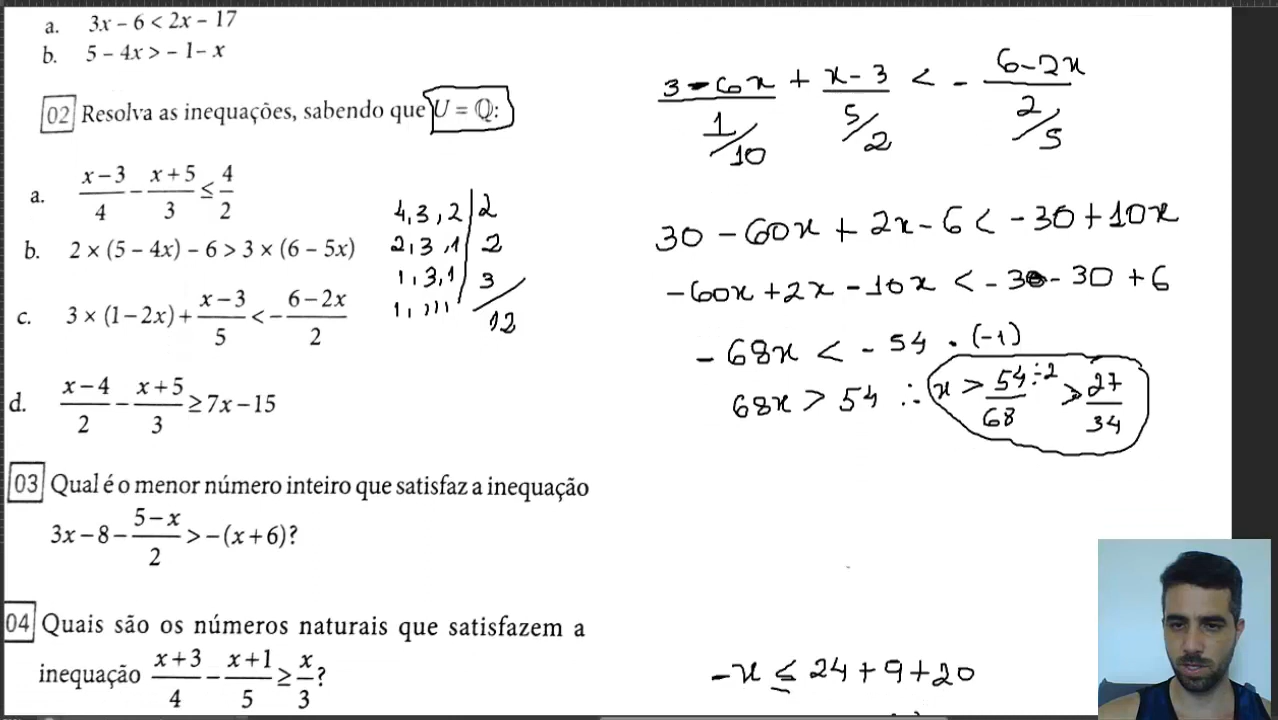 a. 3x – 6 < 2x – 17
b. 5 – 4x > – 1 – x
02 Resolva as inequações, sabendo que U = ℚ:
a. (x – 3)/4 – (x + 5)/3 ≤ 4/2
b. 2 × (5 – 4x) – 6 > 3 × (6 – 5x)
c. 3 × (1 – 2x) + (x – 3)/5 < – (6 – 2x)/2
d. (x – 4)/2 – (x + 5)/3 ≥ 7x – 15
03 Qual é o menor número inteiro que satisfaz a inequação
3x – 8 – (5 – x)/2 > – (x + 6)?
04 Quais são os números naturais que satisfazem a
inequação (x + 3)/4 – (x + 1)/5 ≥ x/3?
4, 3, 2 | 2
2, 3, 1 | 2
1, 3, 1 | 3
1, , , , 12
3 – 6x / 1/10 + x – 3 / 5/2 < – 6 – 2x / 2/5
30 – 60x + 2x – 6 < – 30 + 10x
– 60x + 2x – 10x < – 30 – 30 + 6
– 68x < – 54 . (–1)
68x > 54 ∴ x > 54/68 ÷2 > 27/34
– x ≤ 24 + 9 + 20